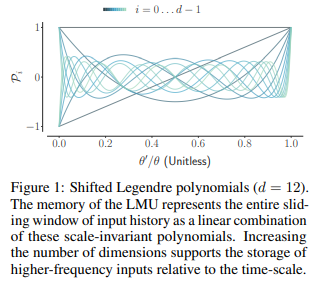 i = 0 . . . d − 1
1
0
−1
𝒫ᵢ
0.0 0.2 0.4 0.6 0.8 1.0
θ′/θ (Unitless)
Figure 1: Shifted Legendre polynomials (d = 12).
The memory of the LMU represents the entire slid-
ing window of input history as a linear combination
of these scale-invariant polynomials. Increasing
the number of dimensions supports the storage of
higher-frequency inputs relative to the time-scale.